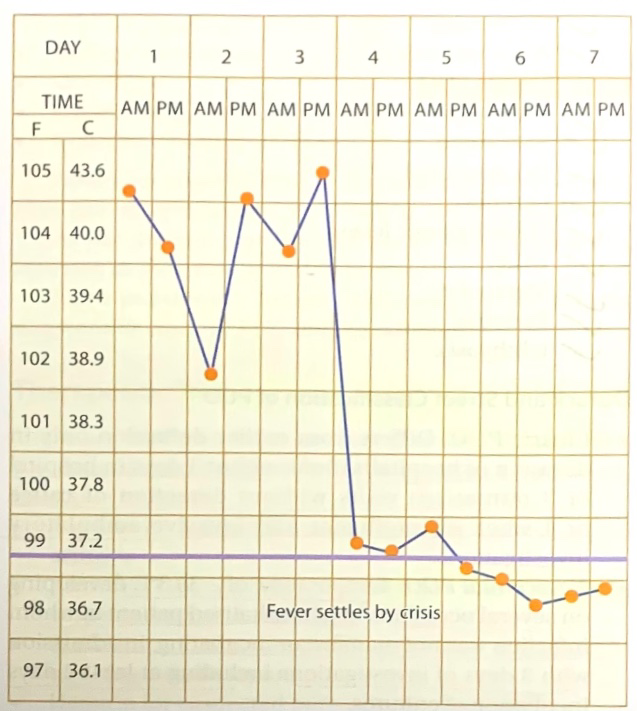 DAY 1 2 3 4 5 6 7
TIME AM PM AM PM AM PM AM PM AM PM AM PM AM PM
F C
105 43.6
104 40.0
103 39.4
102 38.9
101 38.3
100 37.8
99 37.2
98 36.7 Fever settles by crisis
97 36.1